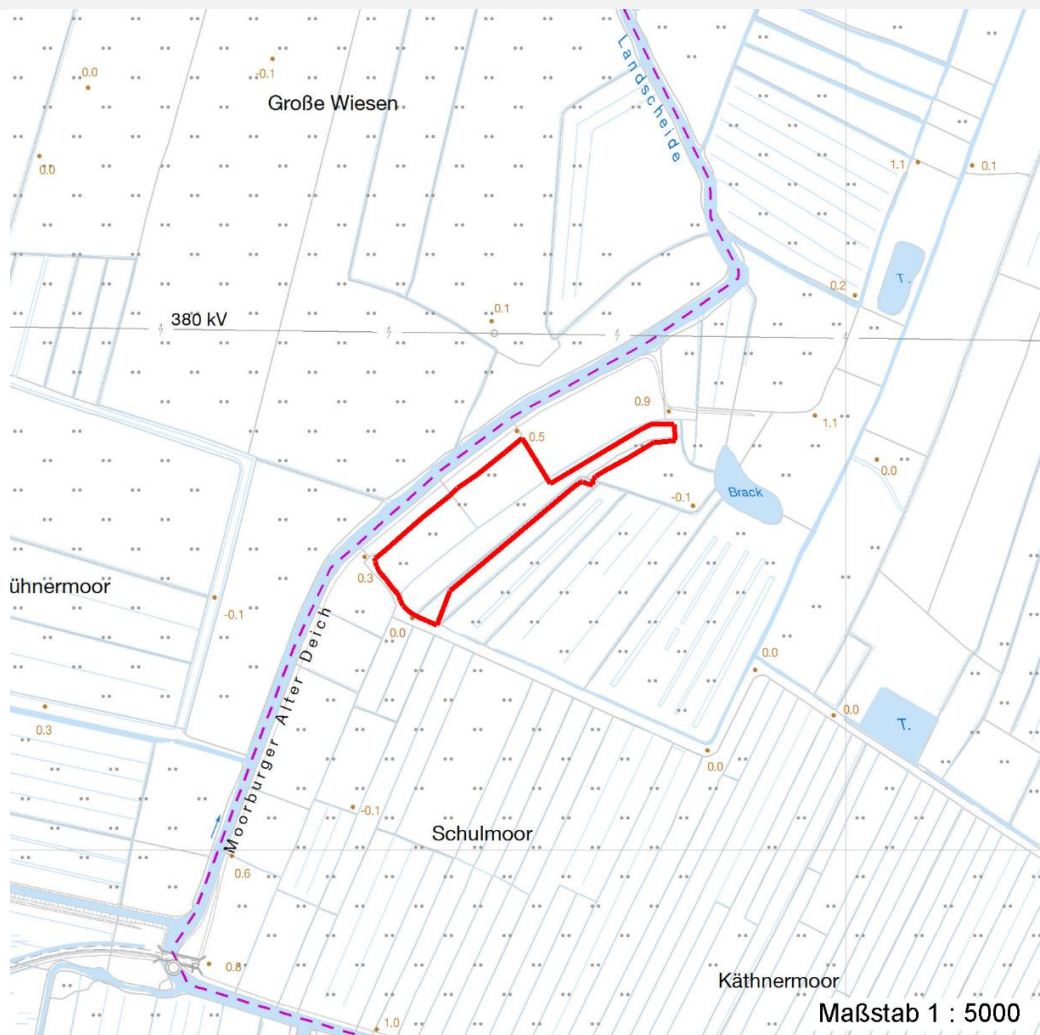 Landscheide
0.0
-0.1
Große Wiesen
0.0
1.1
0.1
T.
0.2
0.1
380 kV
0.9
1.1
0.5
0.0
Brack
-0.1
0.3
ühnermoor
-0.1
0.0
Moorburger Alter Deich
0.0
0.0
T.
0.3
0.0
-0.1
Schulmoor
0.6
0.8
Käthnermoor
1.0
Maßstab 1 : 5000